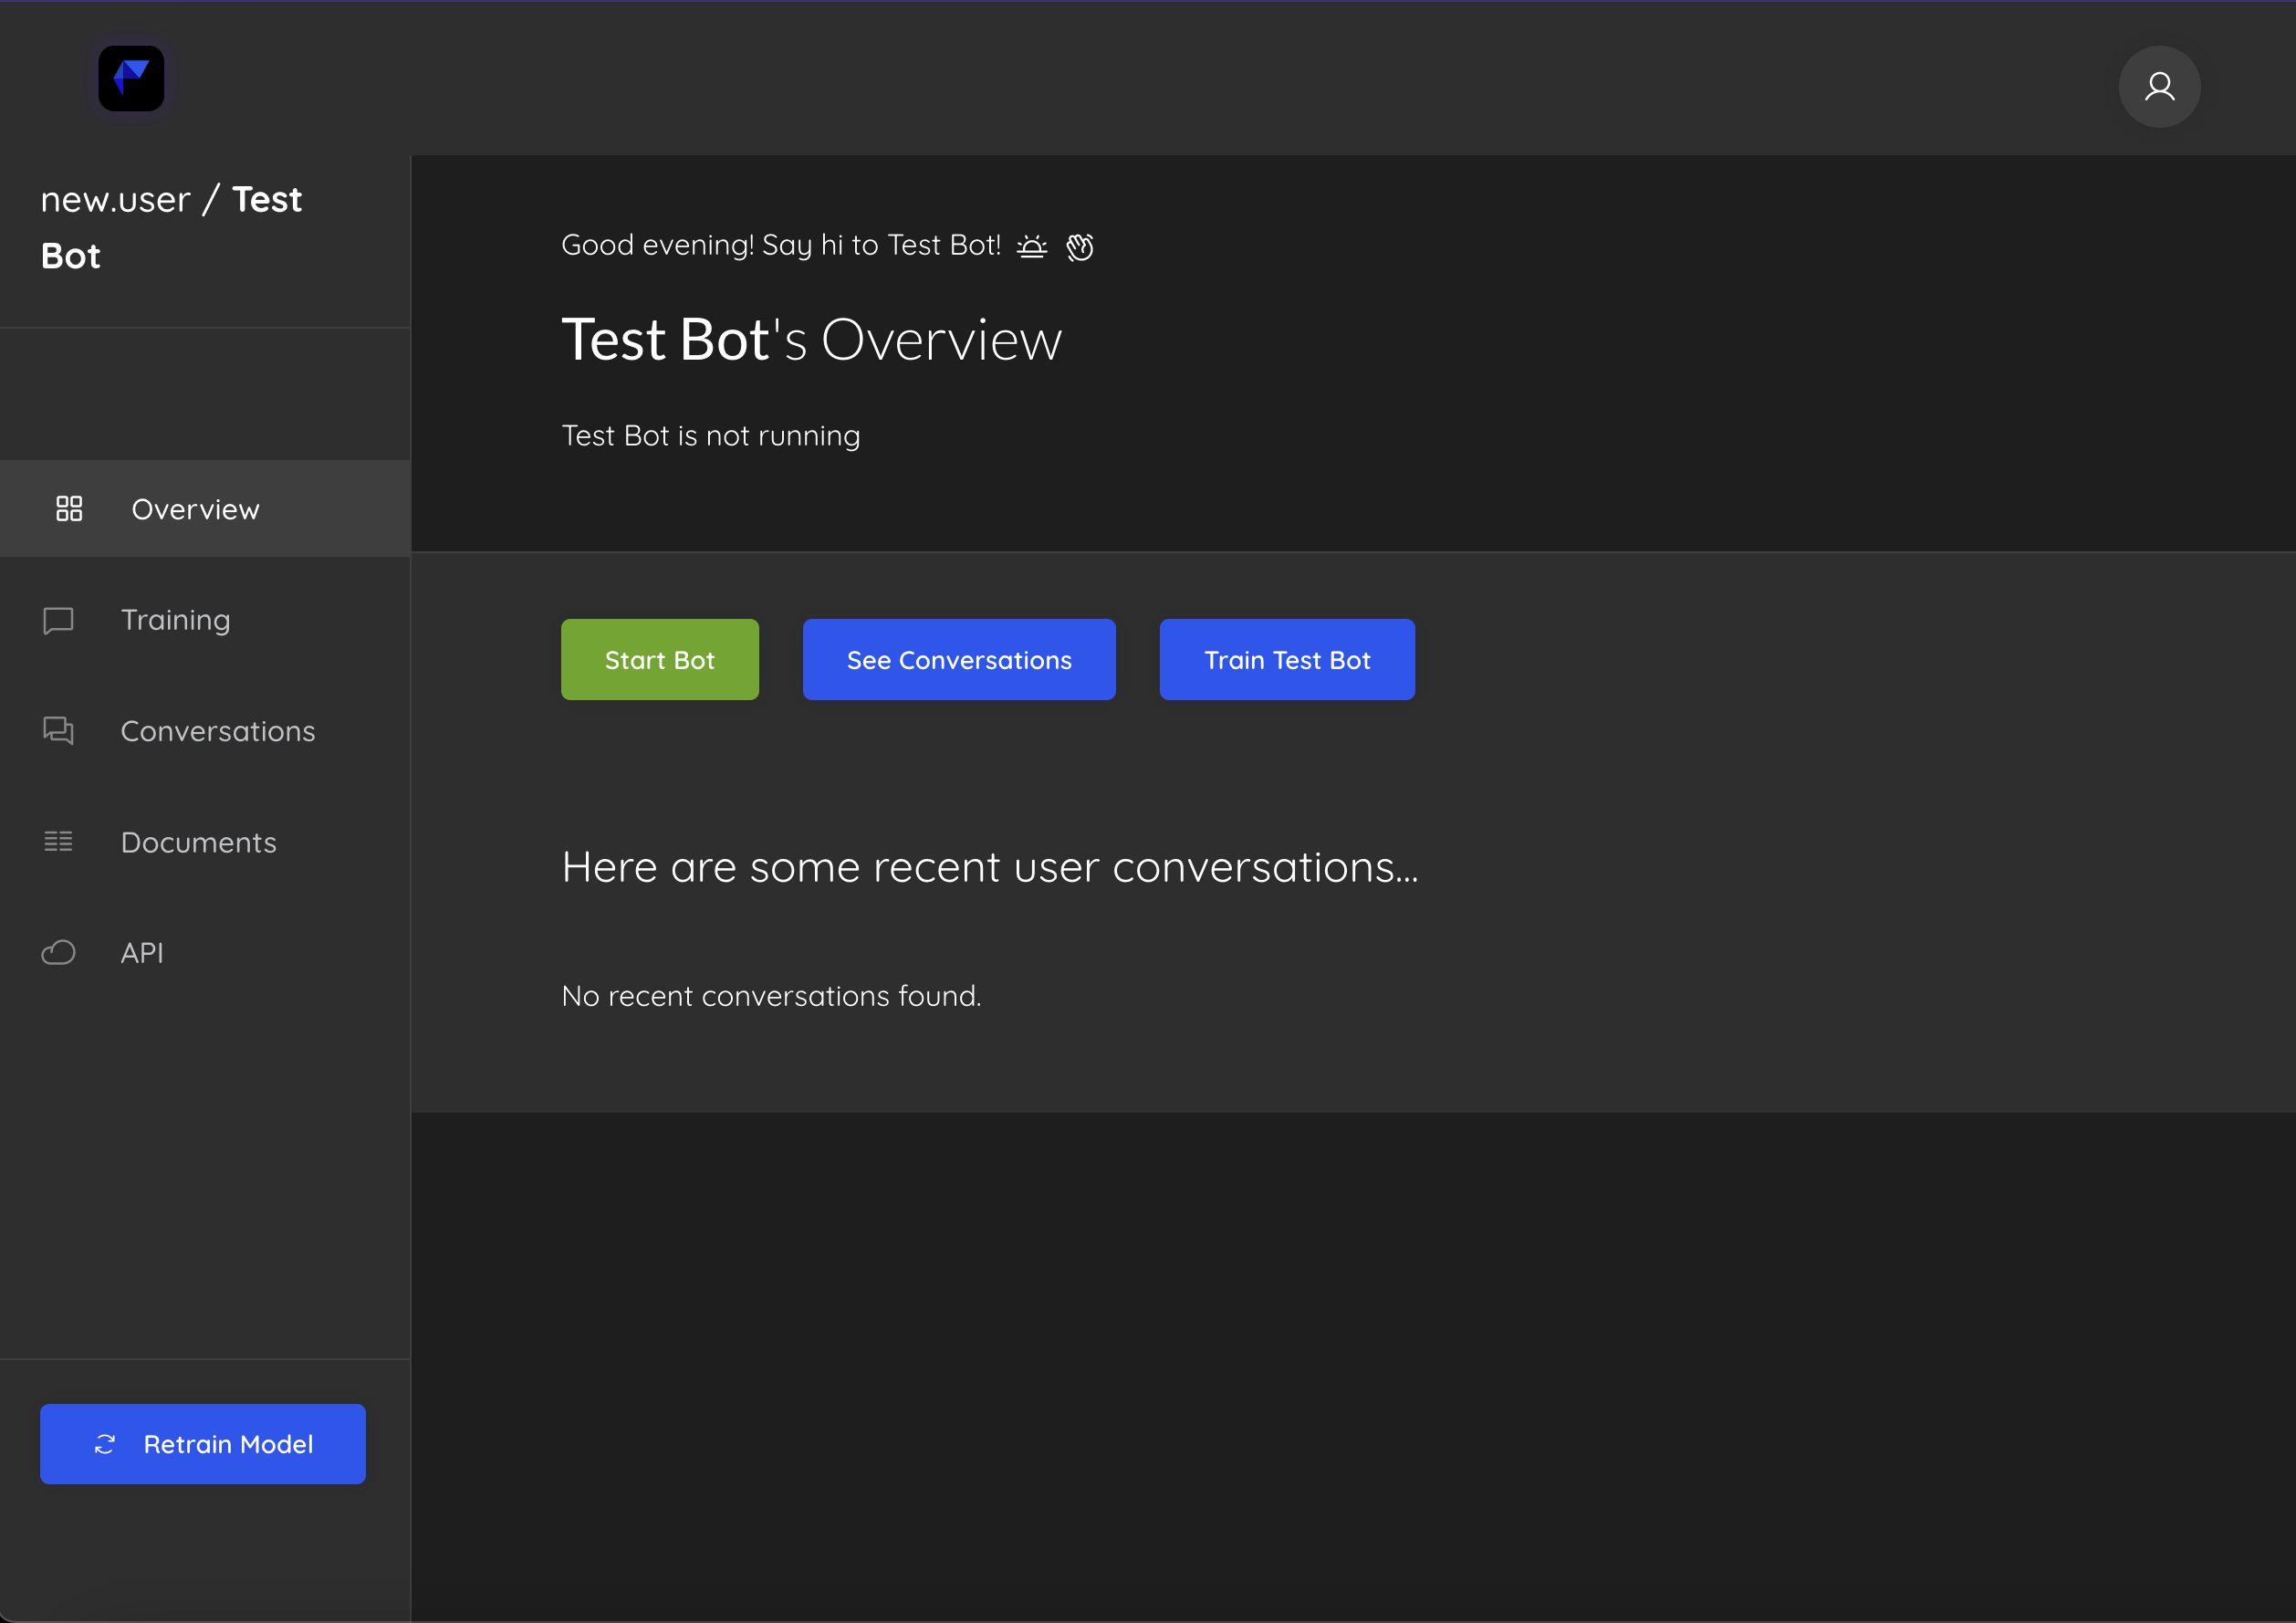 new.user / Test
Bot
Overview
Training
Conversations
Documents
API
Retrain Model
Good evening! Say hi to Test Bot!
Test Bot's Overview
Test Bot is not running
Start Bot
See Conversations
Train Test Bot
Here are some recent user conversations...
No recent conversations found.